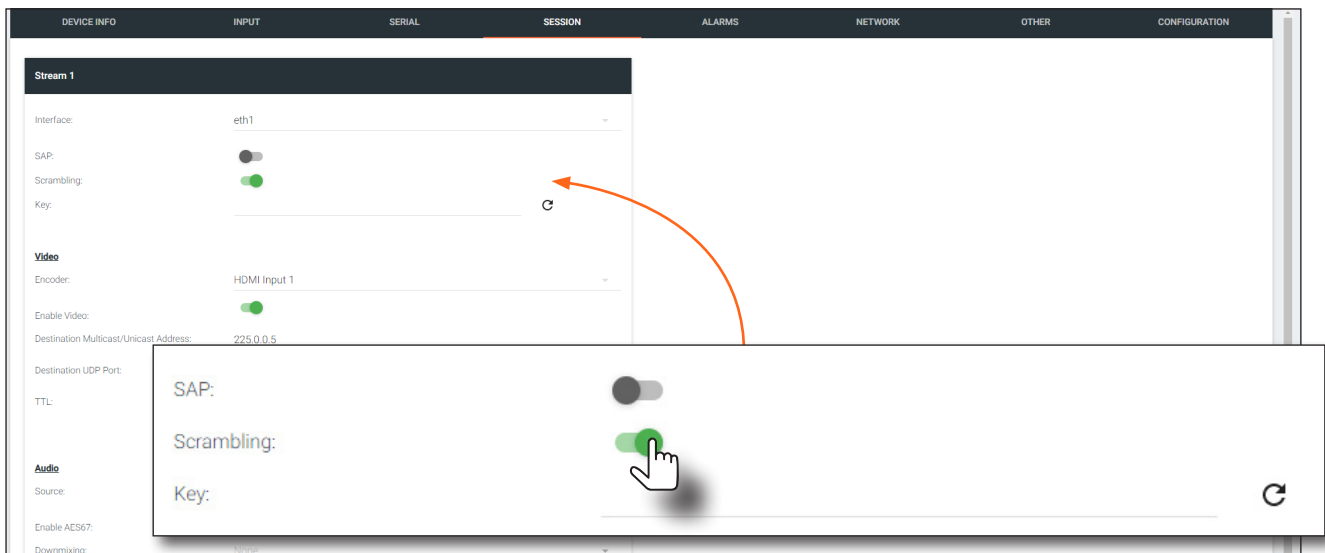 DEVICE INFO INPUT SERIAL SESSION ALARMS NETWORK OTHER CONFIGURATION
Stream 1
Interface: eth1
SAP:
Scrambling:
Key:
Video
Encoder: HDMI Input 1
Enable Video:
Destination Multicast/Unicast Address: 225.0.0.5
Destination UDP Port:
TTL:
SAP:
Scrambling:
Key:
Audio
Source:
Enable AES67:
Downmixing: None